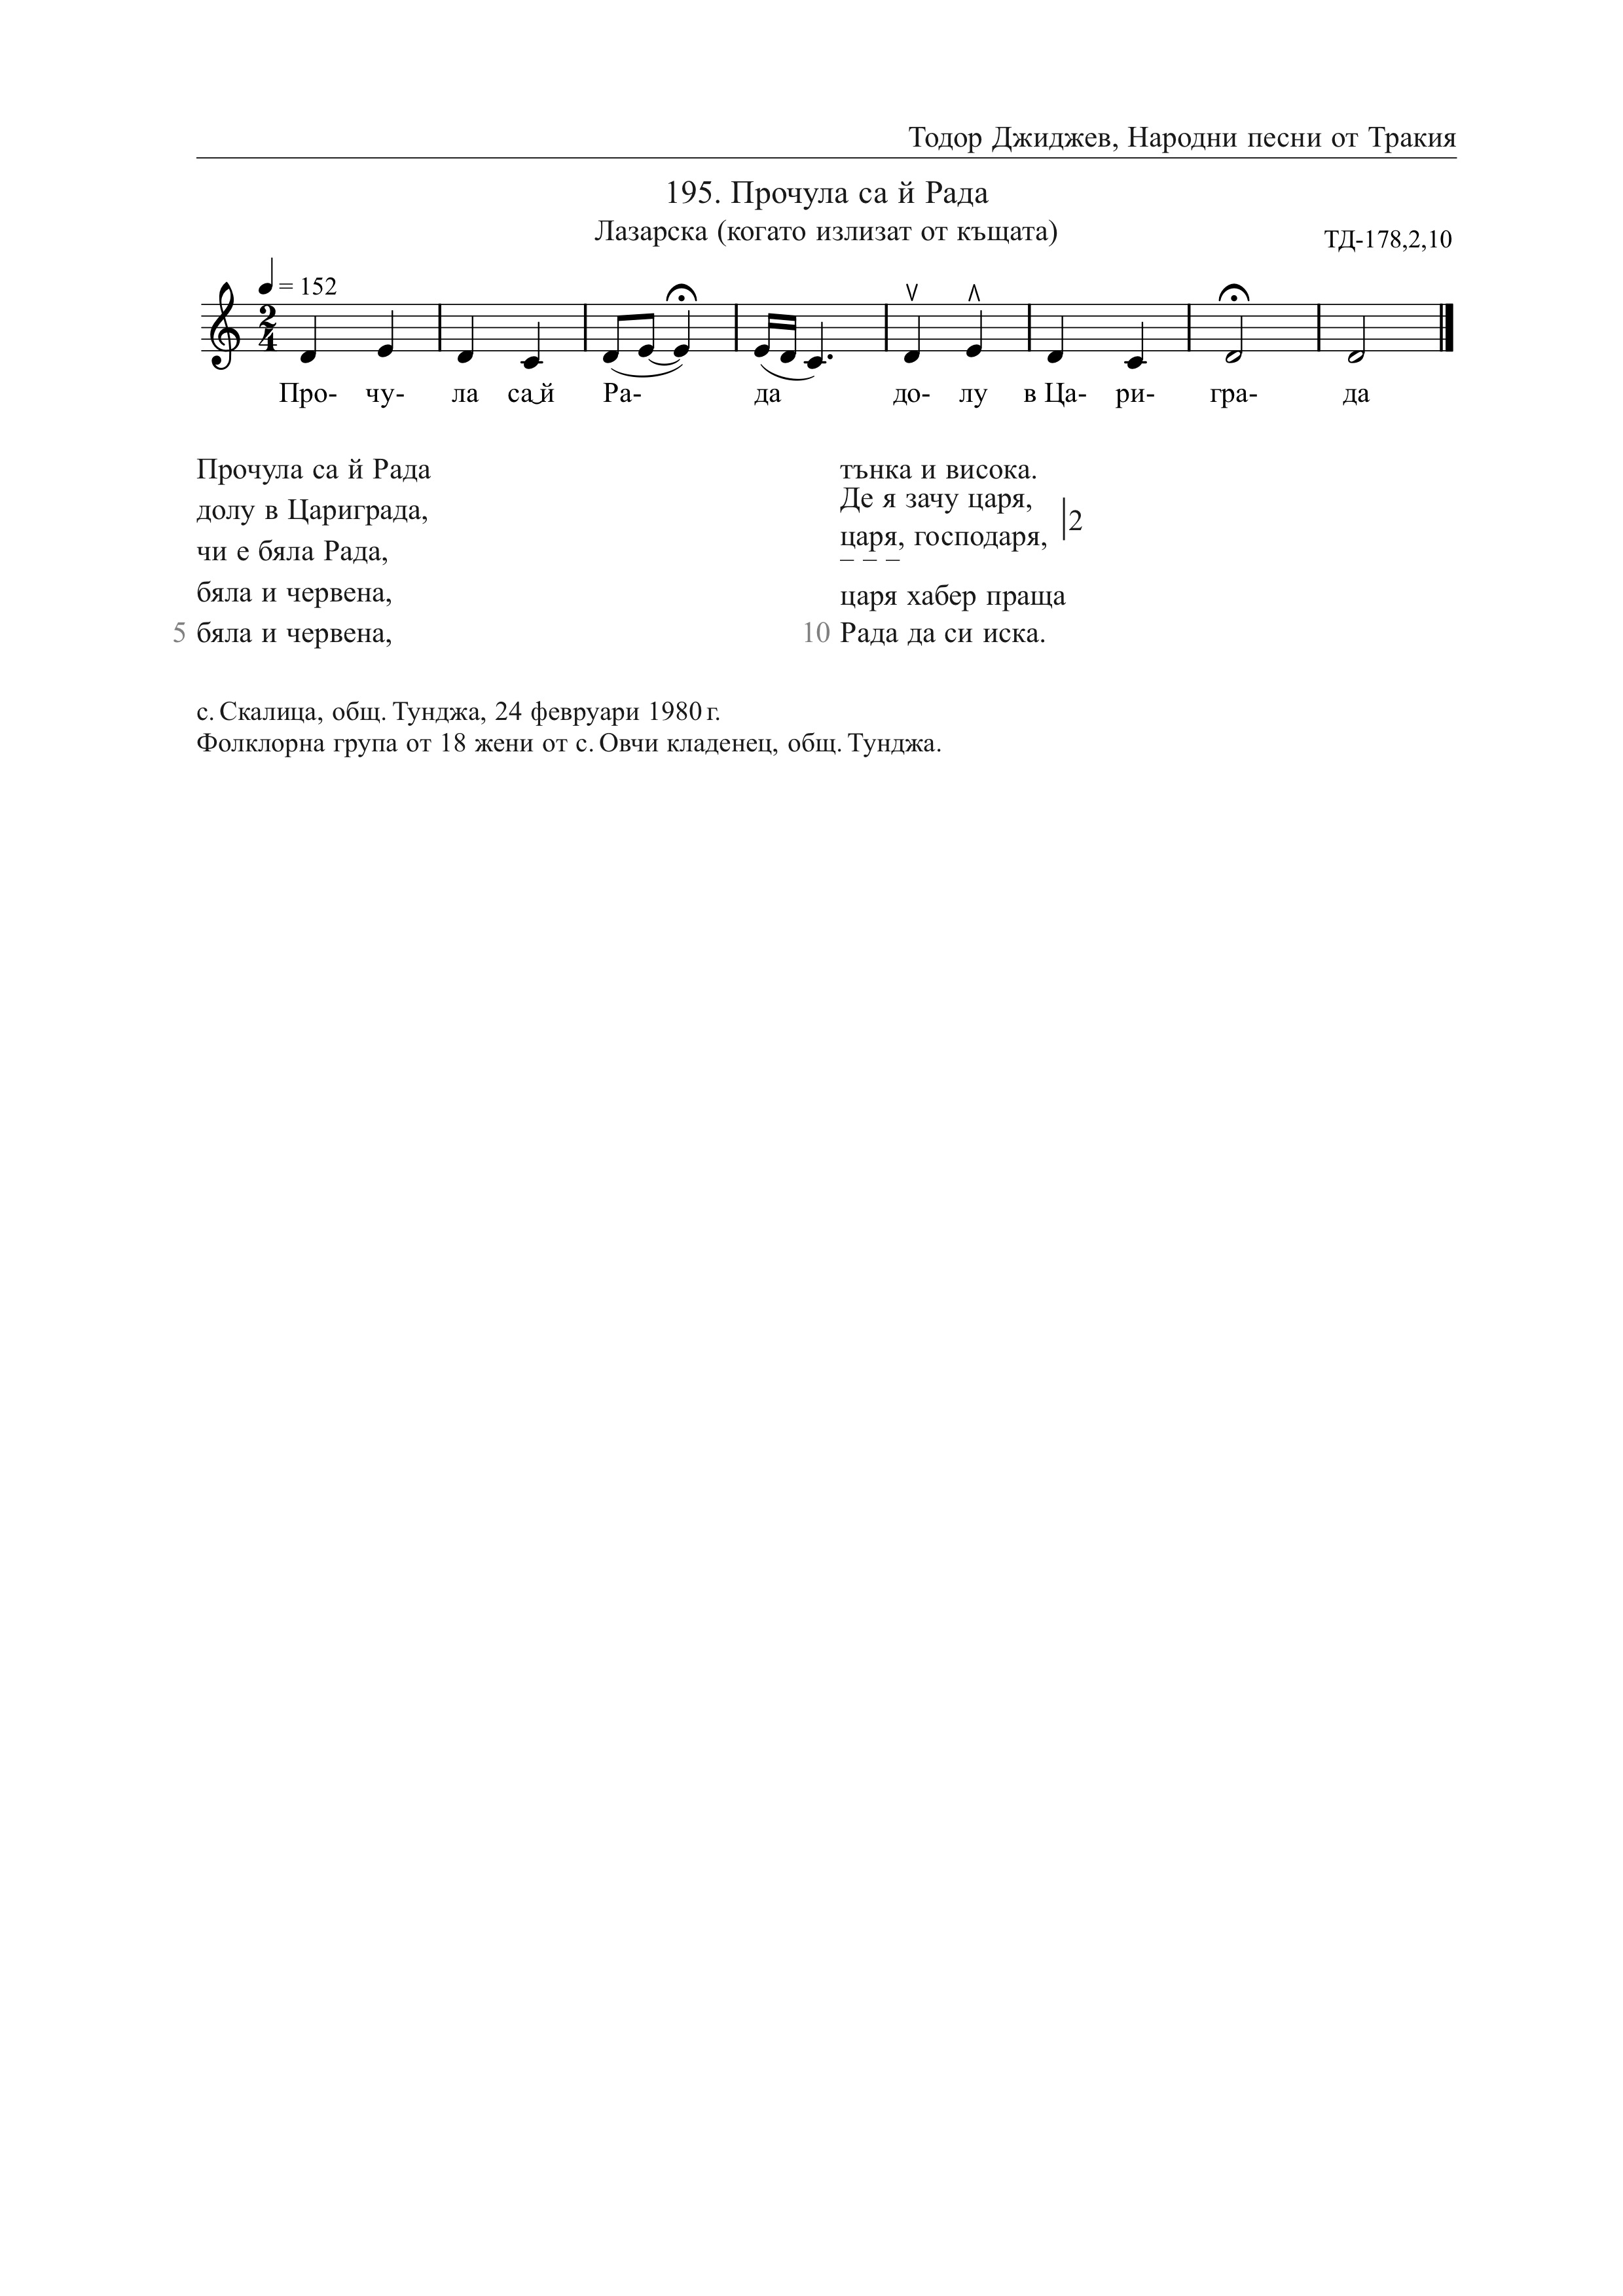 Тодор Джиджев, Народни песни от Тракия
195. Прочула са й Рада
Лазарска (когато излизат от къщата)
ТД-178,2,10
= 152
2
4
Про- чу- ла са‿й Ра- да до- лу в Ца- ри- гра- да
Прочула са й Рада
долу в Цариграда,
чи е бяла Рада,
бяла и червена,
5 бяла и червена,
тънка и висока.
Де я зачу царя,
царя, господаря, |2
– – –
царя хабер праща
10 Рада да си иска.
с. Скалица, общ. Тунджа, 24 февруари 1980 г.
Фолклорна група от 18 жени от с. Овчи кладенец, общ. Тунджа.